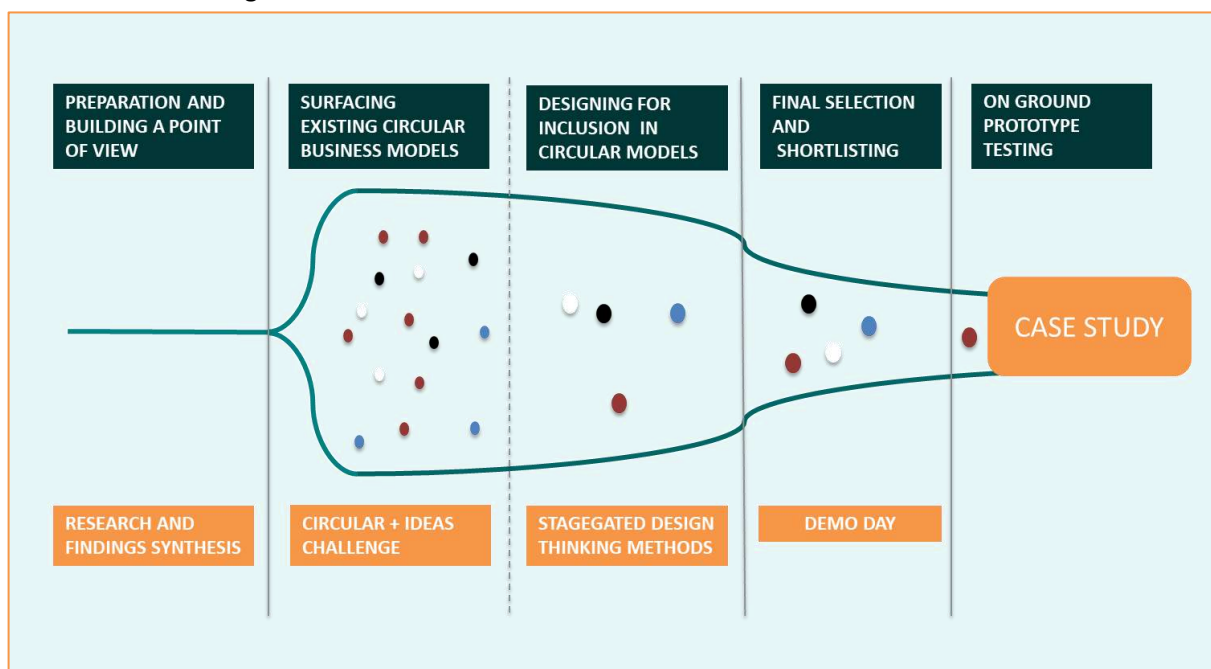 PREPARATION AND
BUILDING A POINT
OF VIEW
SURFACING
EXISTING CIRCULAR
BUSINESS MODELS
DESIGNING FOR
INCLUSION IN
CIRCULAR MODELS
FINAL SELECTION
AND
SHORTLISTING
ON GROUND
PROTOTYPE
TESTING
CASE STUDY
RESEARCH AND
FINDINGS SYNTHESIS
CIRCULAR + IDEAS
CHALLENGE
STAGEGATED DESIGN
THINKING METHODS
DEMO DAY